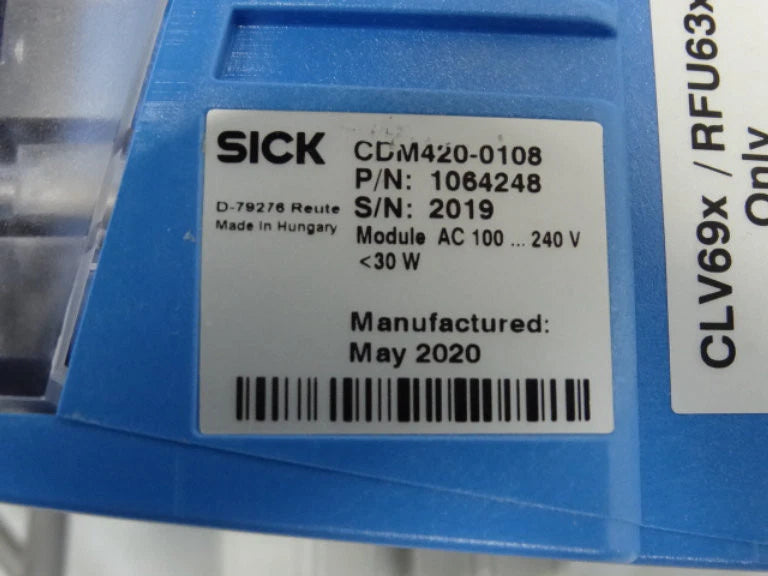 SICK
CDM420-0108
P/N: 1064248
D-79276 Reute
S/N: 2019
Made in Hungary
Module AC 100 ... 240 V
<30 W
Manufactured:
May 2020
CLV69x / RFU63x
Only